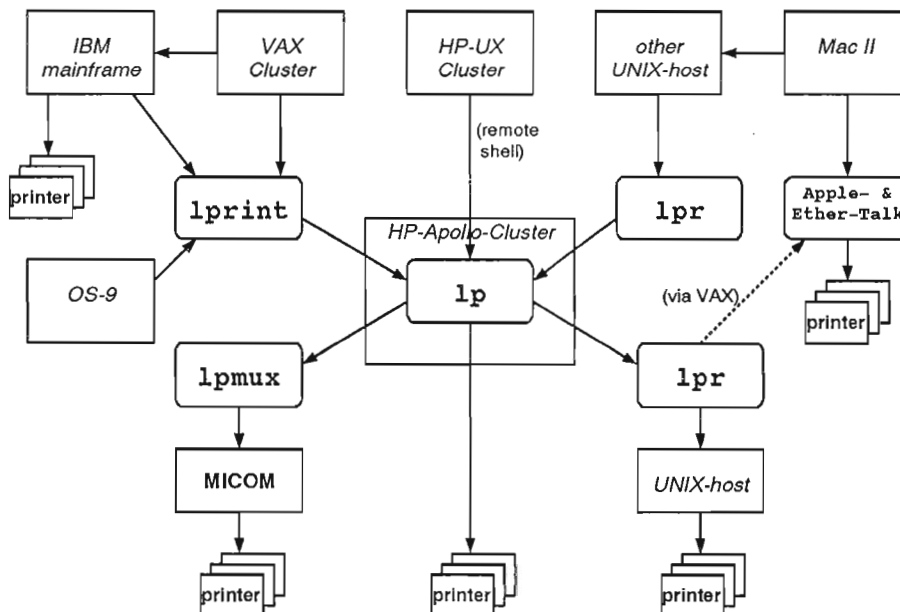 IBM
mainframe
VAX
Cluster
HP-UX
Cluster
other
UNIX-host
Mac II
(remote
shell)
printer
lprint
lpr
Apple- &
Ether-Talk
HP-Apollo-Cluster
OS-9
lp
(via VAX)
printer
lpmux
lpr
MICOM
UNIX-host
printer
printer
printer